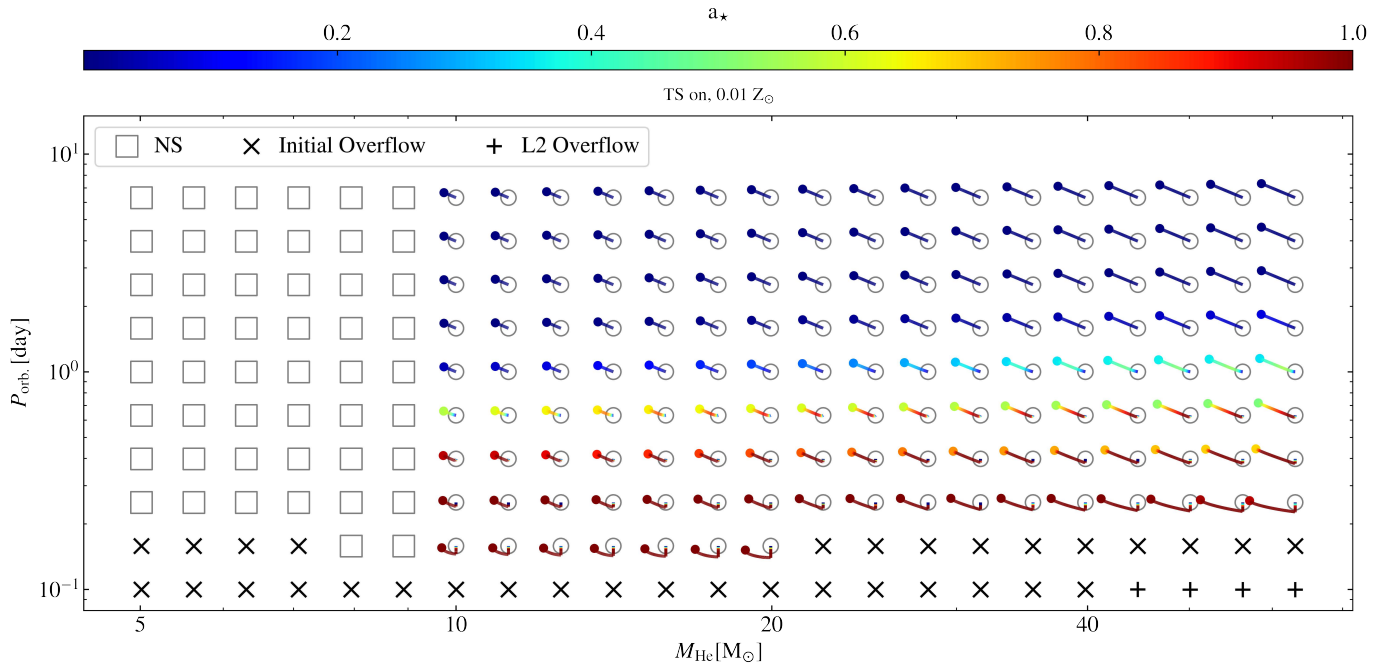 a⋆
0.2 0.4 0.6 0.8 1.0
TS on, 0.01 Z⊙
NS Initial Overflow L2 Overflow
10¹
10⁰
10⁻¹
P_orb. [day]
5 10 20 40
M_He [M⊙]